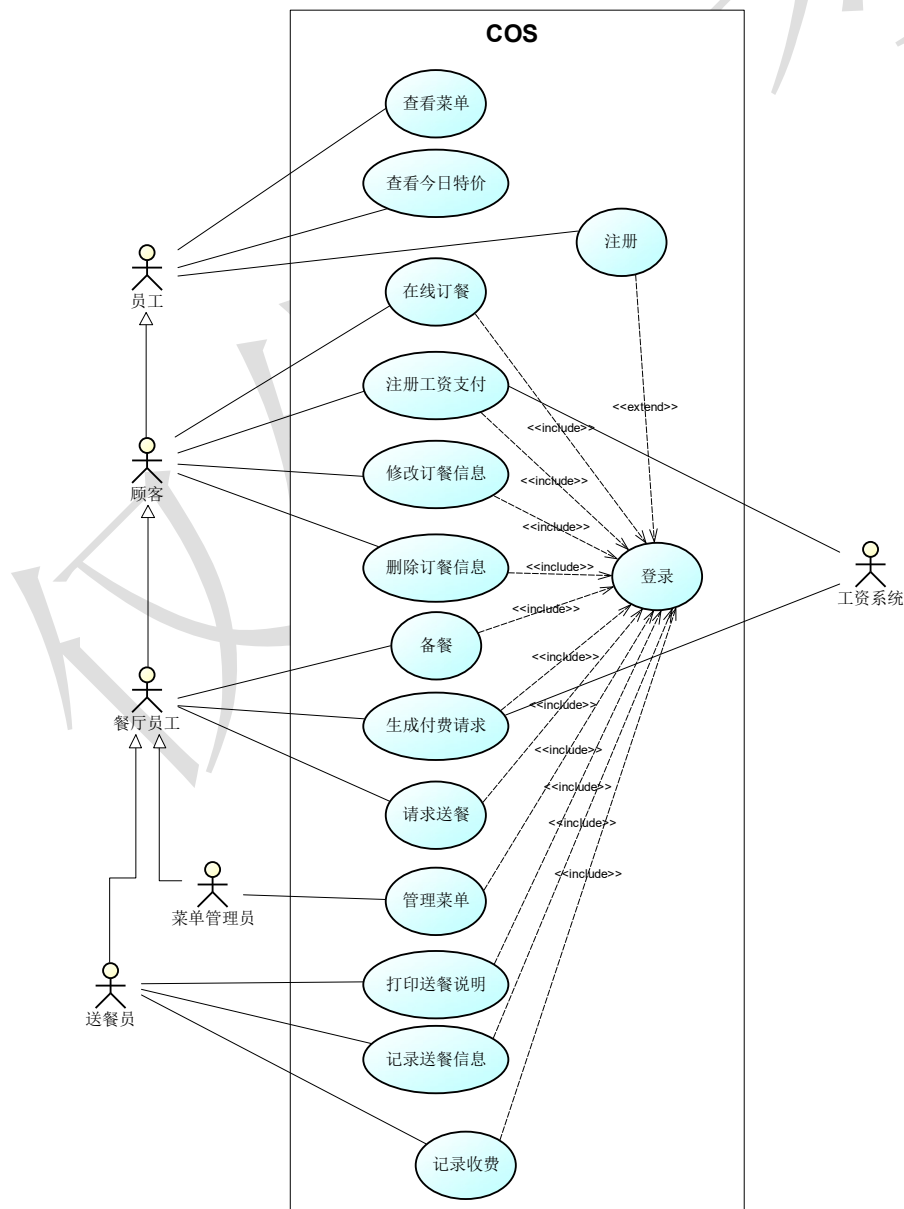 COS
查看菜单
查看今日特价
注册
员工
在线订餐
注册工资支付
<<extend>>
<<include>>
顾客
修改订餐信息
<<include>>
<<include>>
删除订餐信息
<<include>>
登录
工资系统
备餐
<<include>>
<<include>>
餐厅员工
生成付费请求
<<include>>
<<include>>
请求送餐
<<include>>
<<include>>
菜单管理员
管理菜单
<<include>>
送餐员
打印送餐说明
记录送餐信息
记录收费